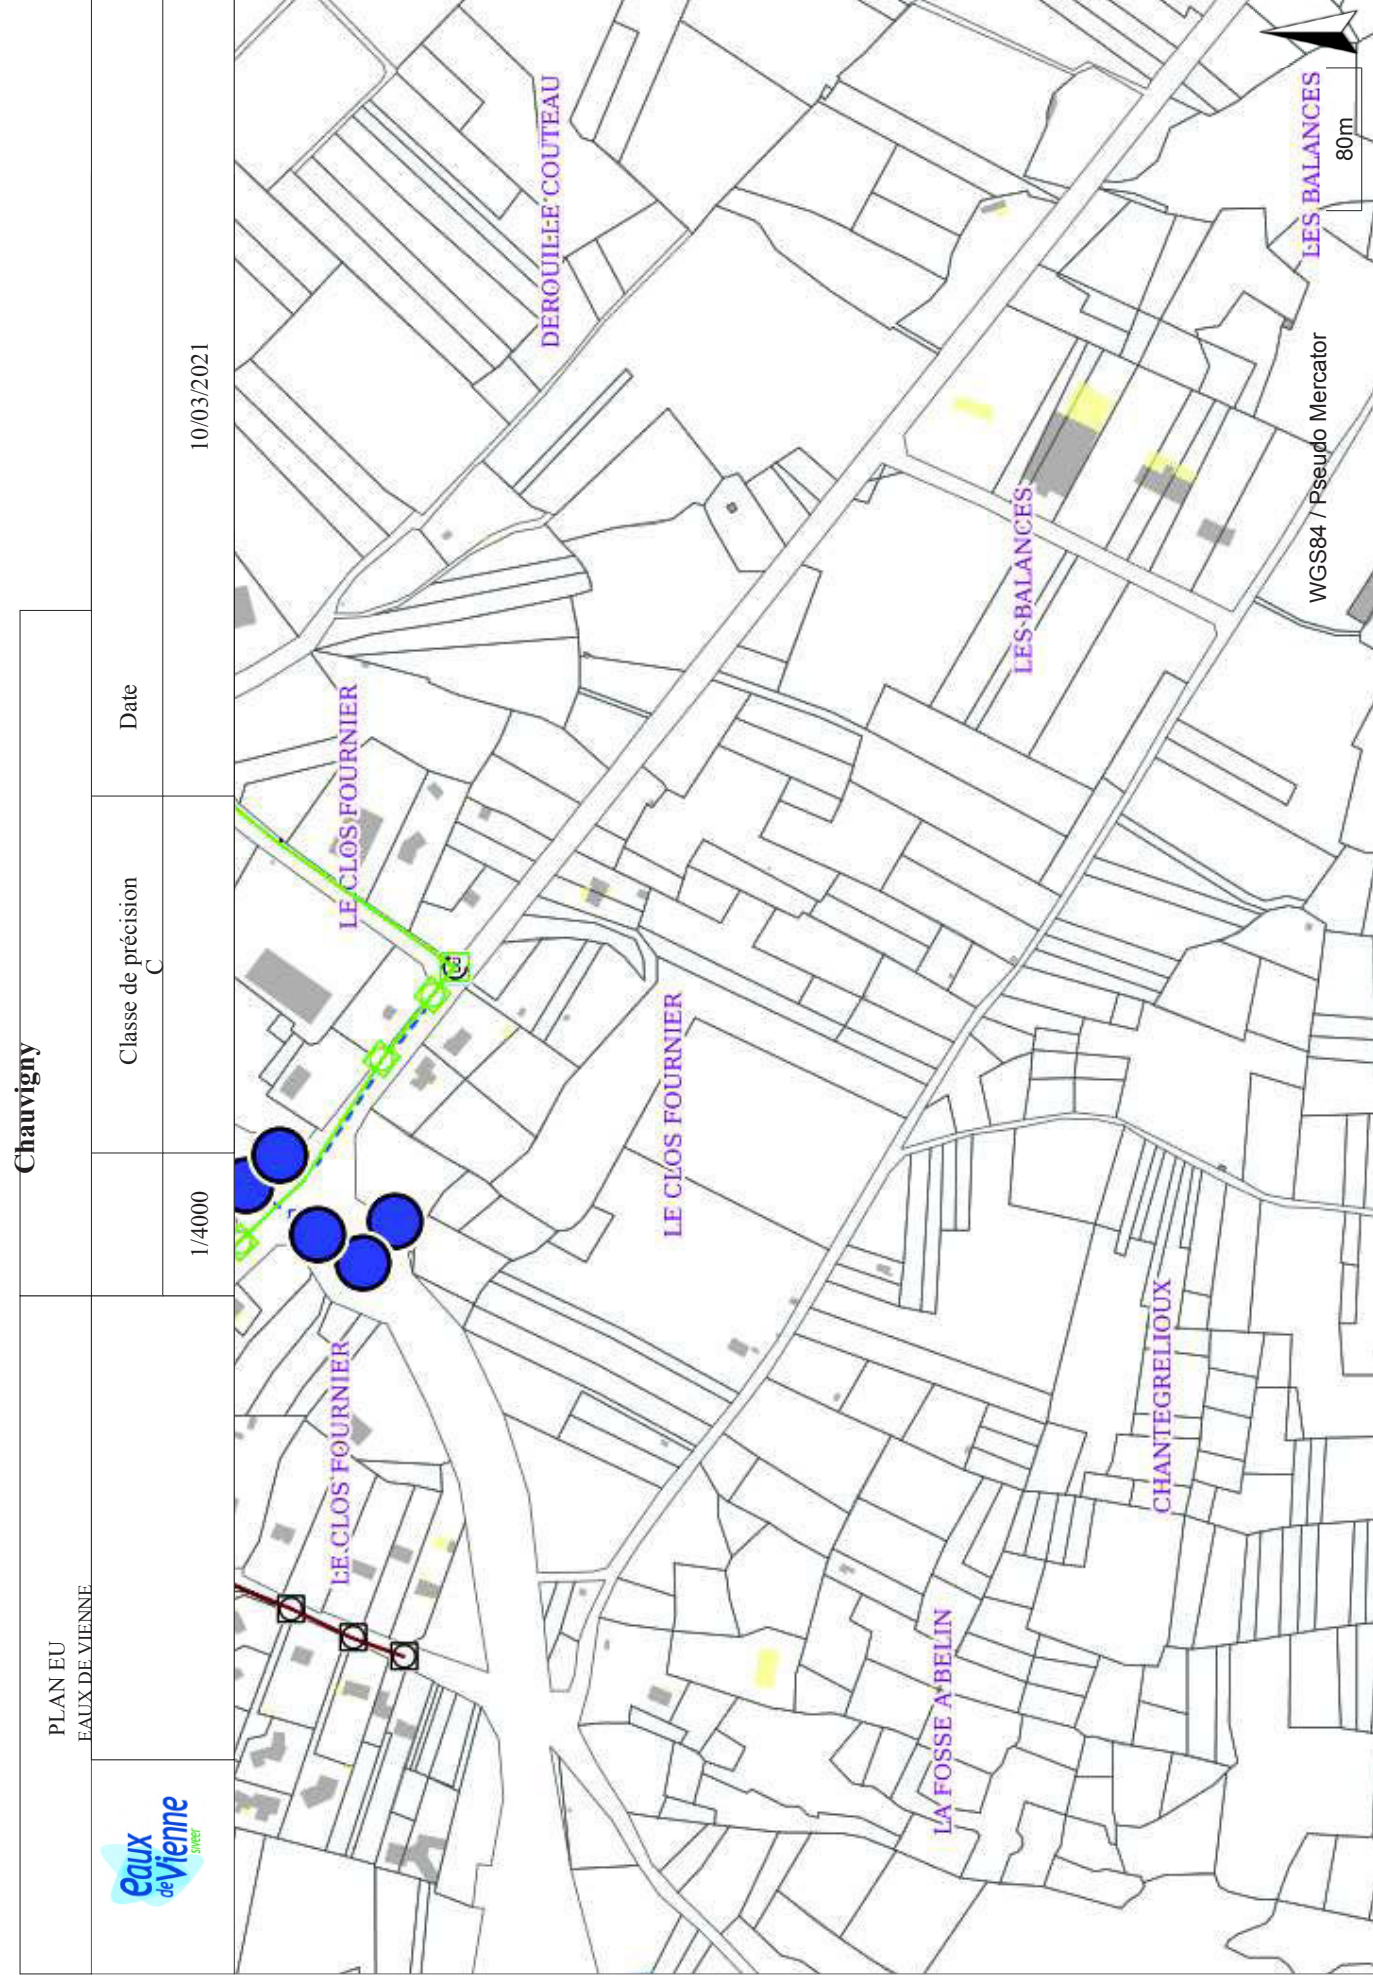 PLAN EU
EAUX DE VIENNE
Chauvigny
eaux
de Vienne
siveer
1/4000
Classe de précision
C
Date
10/03/2021
LE CLOS FOURNIER
LE CLOS FOURNIER
DEROUILLE COUTEAU
LE CLOS FOURNIER
LA FOSSE A BELIN
LES BALANCES
CHANTEGRELIOUX
LES BALANCES
WGS84 / Pseudo Mercator
80m